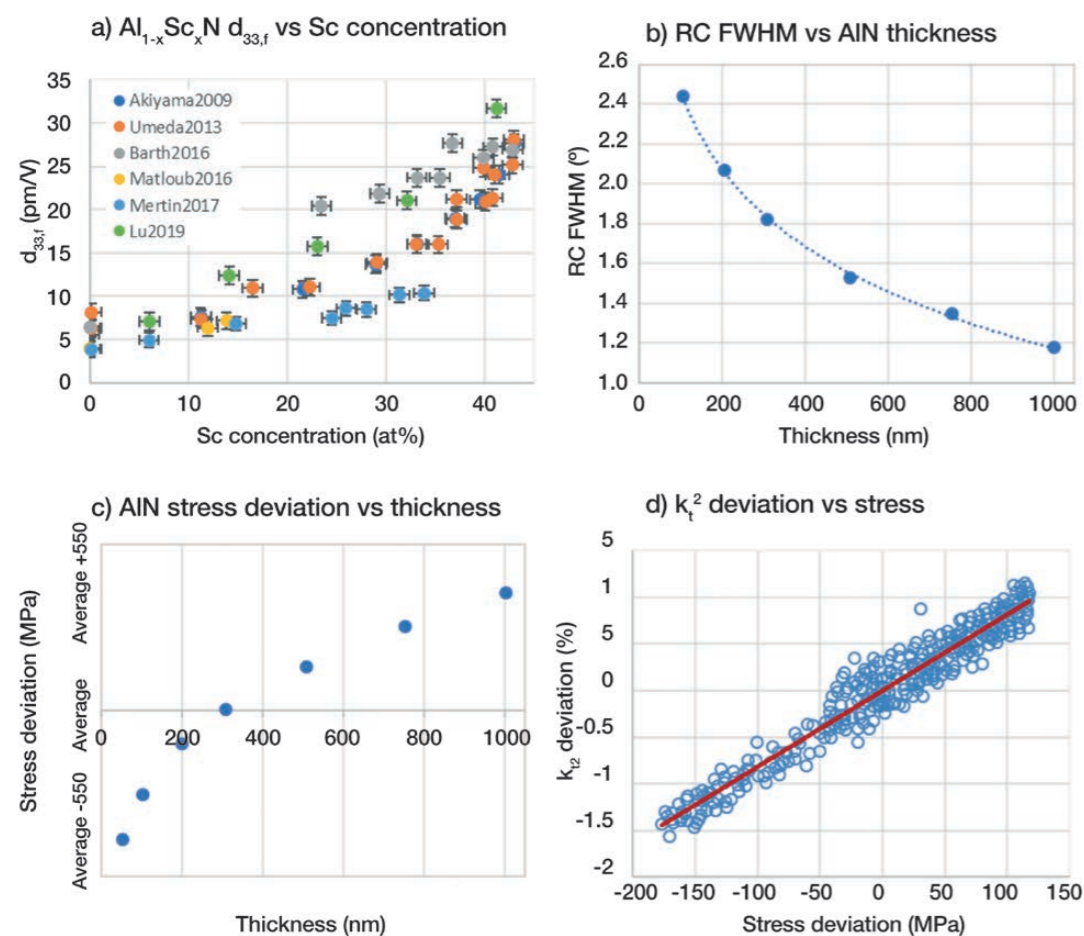 a) Al1-xScxN d33,f vs Sc concentration
d33,f (pm/V)
35
30
25
20
15
10
5
0
Akiyama2009
Umeda2013
Barth2016
Matloub2016
Mertin2017
Lu2019
0 10 20 30 40
Sc concentration (at%)
b) RC FWHM vs AlN thickness
RC FWHM (º)
2.6
2.4
2.2
2.0
1.8
1.6
1.4
1.2
1.0
0 200 400 600 800 1000
Thickness (nm)
c) AlN stress deviation vs thickness
Stress deviation (MPa)
Average +550
Average
Average -550
0 200 400 600 800 1000
Thickness (nm)
d) kt2 deviation vs stress
kt2 deviation (%)
5
1
5
0
-0.5
-1
-1.5
-2
-200 -150 -100 -50 0 50 100 150
Stress deviation (MPa)